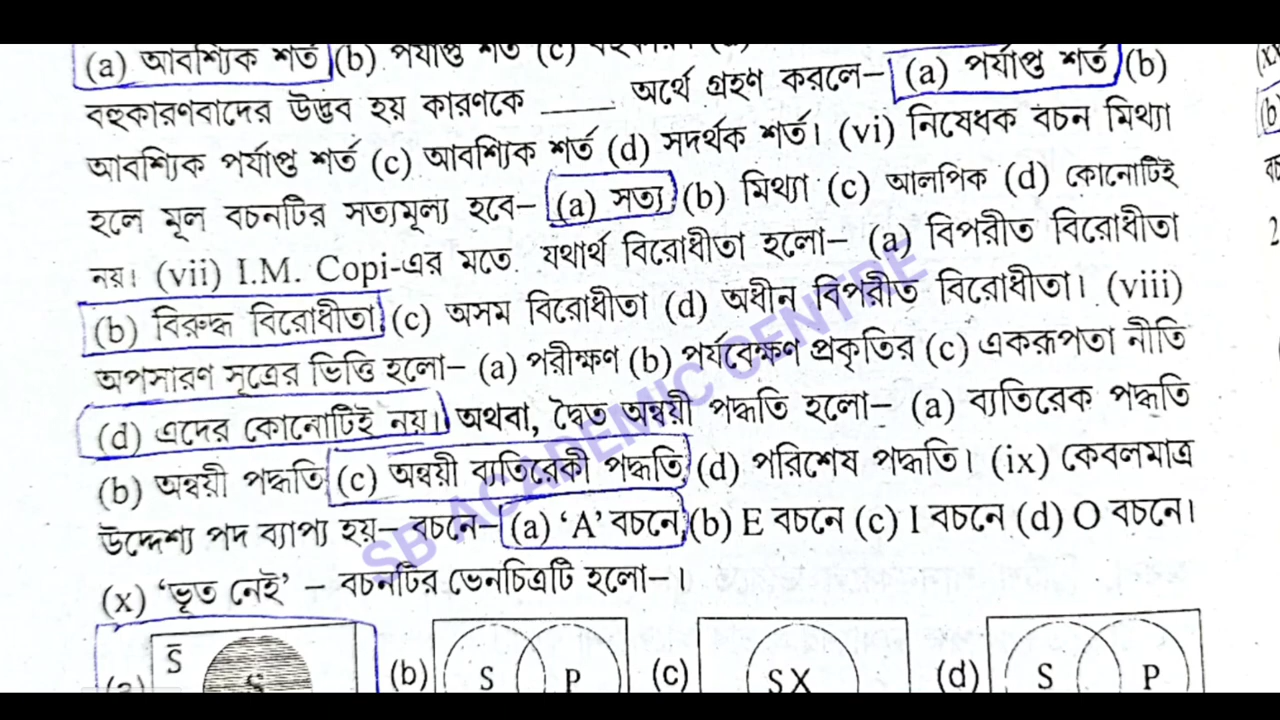 (a) আবশ্যিক শর্ত (b) পর্যাপ্ত শর্ত (c)
বহুকারণবাদের উদ্ভব হয় কারণকে ____ অর্থে গ্রহণ করলে– (a) পর্যাপ্ত শর্ত (b)
আবশ্যিক পর্যাপ্ত শর্ত (c) আবশ্যিক শর্ত (d) সদর্থক শর্ত। (vi) নিষেধক বচন মিথ্যা
হলে মূল বচনটির সত্যমূল্য হবে– (a) সত্য (b) মিথ্যা (c) আলপিক (d) কোনোটিই
নয়। (vii) I.M. Copi-এর মতে যথার্থ বিরোধীতা হলো– (a) বিপরীত বিরোধীতা
(b) বিরুদ্ধ বিরোধীতা (c) অসম বিরোধীতা (d) অধীন বিপরীত বিরোধীতা। (viii)
অপসারণ সূত্রের ভিত্তি হলো– (a) পরীক্ষণ (b) পর্যবেক্ষণ প্রকৃতির (c) একরূপতা নীতি
(d) এদের কোনোটিই নয়। অথবা, দ্বৈত অন্বয়ী পদ্ধতি হলো– (a) ব্যতিরেক পদ্ধতি
(b) অন্বয়ী পদ্ধতি (c) অন্বয়ী ব্যতিরেকী পদ্ধতি (d) পরিশেষ পদ্ধতি। (ix) কেবলমাত্র
উদ্দেশ্য পদ ব্যাপ্য হয়– বচনে– (a) ‘A’ বচনে (b) E বচনে (c) I বচনে (d) O বচনে।
(x) ‘ভূত নেই’ – বচনটির ভেনচিত্রটি হলো–।
S̄ (b) S P (c) SX (d) S P
SB ACADEMIC CENTRE